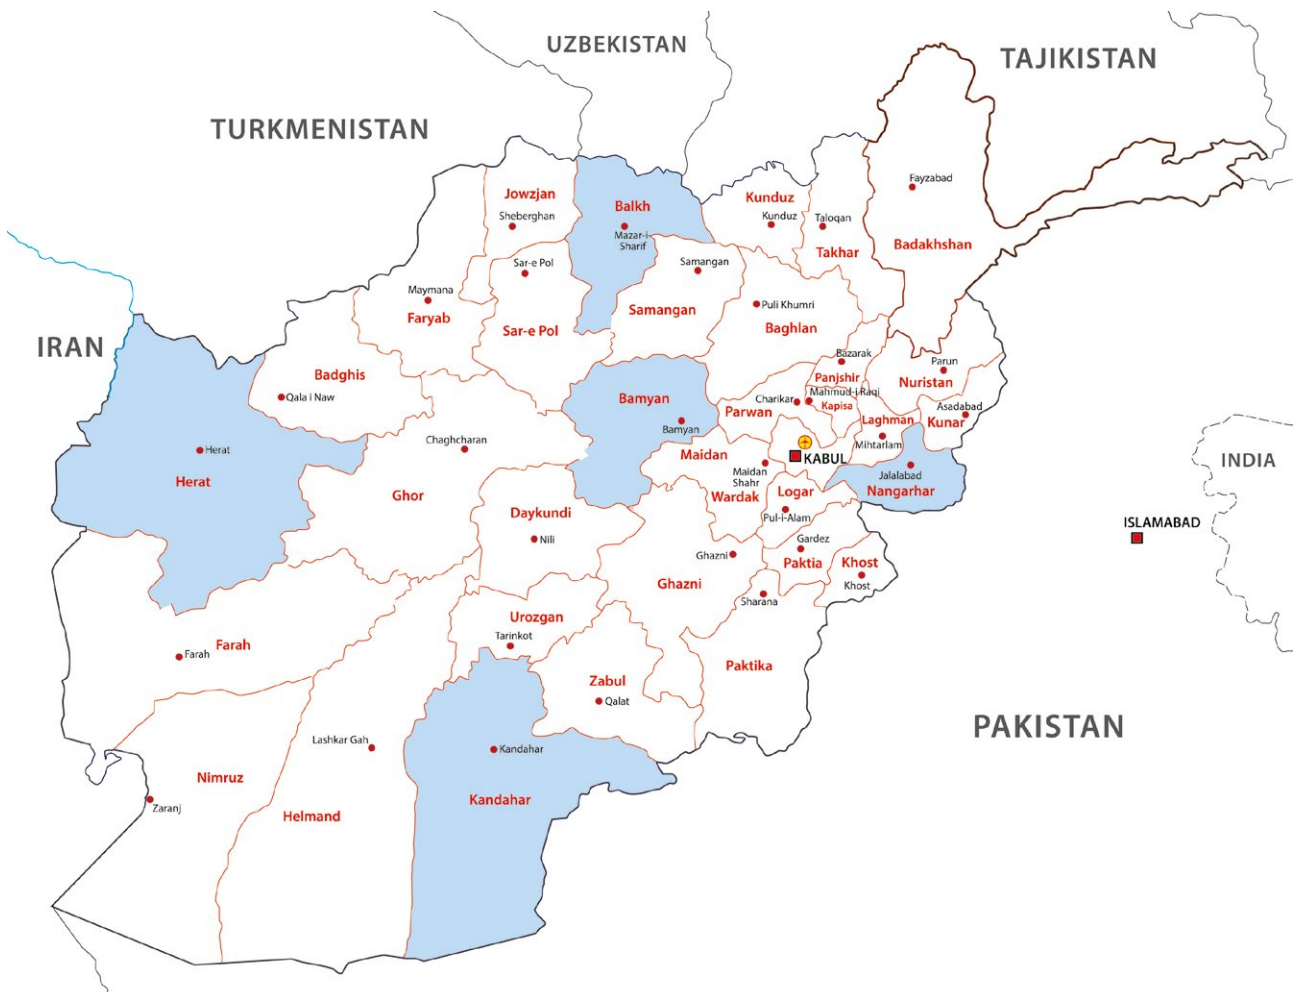 UZBEKISTAN
TAJIKISTAN
TURKMENISTAN
Fayzabad
Jowzjan
Balkh
Kunduz
Sheberghan
Kunduz
Taloqan
Mazar-i-
Sharif
Badakhshan
Takhar
Sar-e Pol
Samangan
Maymana
Puli Khumri
Faryab
Samangan
Sar-e Pol
Baghlan
IRAN
Bazarak
Parun
Badghis
Panjshir
Nuristan
Qala i Naw
Bamyan
Charikar
Mahmud-i-Raqi
Kapisa
Parwan
Asadabad
Laghman
Kunar
Bamyan
Chaghcharan
Mihtarlam
Herat
Maidan
KABUL
INDIA
Maidan
Shahr
Jalalabad
Herat
Ghor
Wardak
Logar
Nangarhar
Daykundi
Pul-i-Alam
ISLAMABAD
Nili
Gardez
Ghazni
Paktia
Khost
Ghazni
Khost
Sharana
Urozgan
Tarinkot
Farah
Farah
Paktika
Zabul
Qalat
PAKISTAN
Lashkar Gah
Kandahar
Nimruz
Zaranj
Helmand
Kandahar